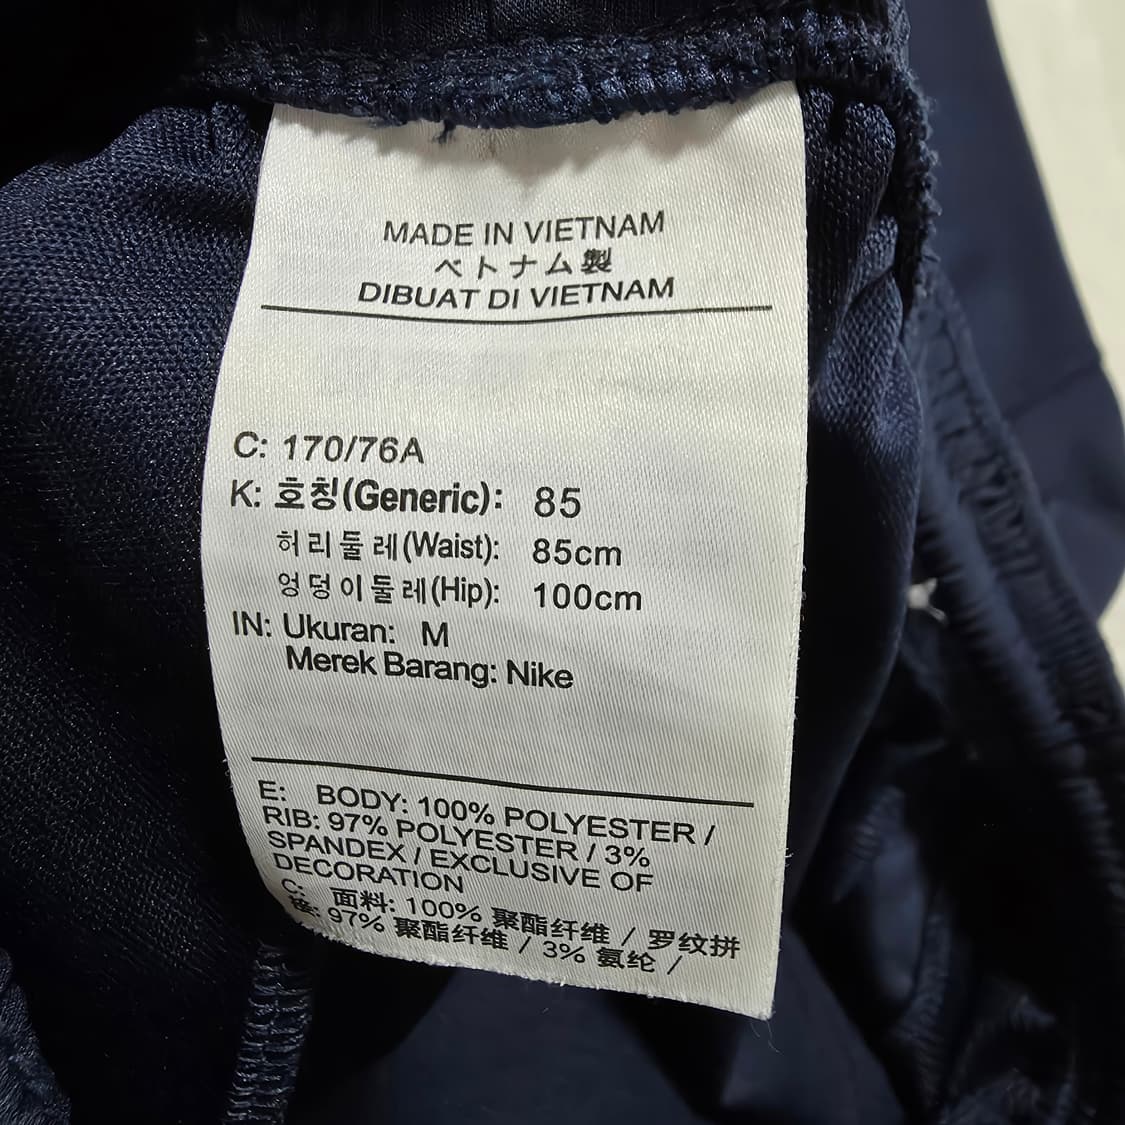 MADE IN VIETNAM
ベトナム製
DIBUAT DI VIETNAM
C: 170/76A
K: 호칭(Generic): 85
허리둘레(Waist): 85cm
엉덩이둘레(Hip): 100cm
IN: Ukuran: M
Merek Barang: Nike
E: BODY: 100% POLYESTER /
RIB: 97% POLYESTER / 3%
SPANDEX / EXCLUSIVE OF
DECORATION
C: 面料: 100% 聚酯纤维 / 罗纹拼
接: 97% 聚酯纤维 / 3% 氨纶 /